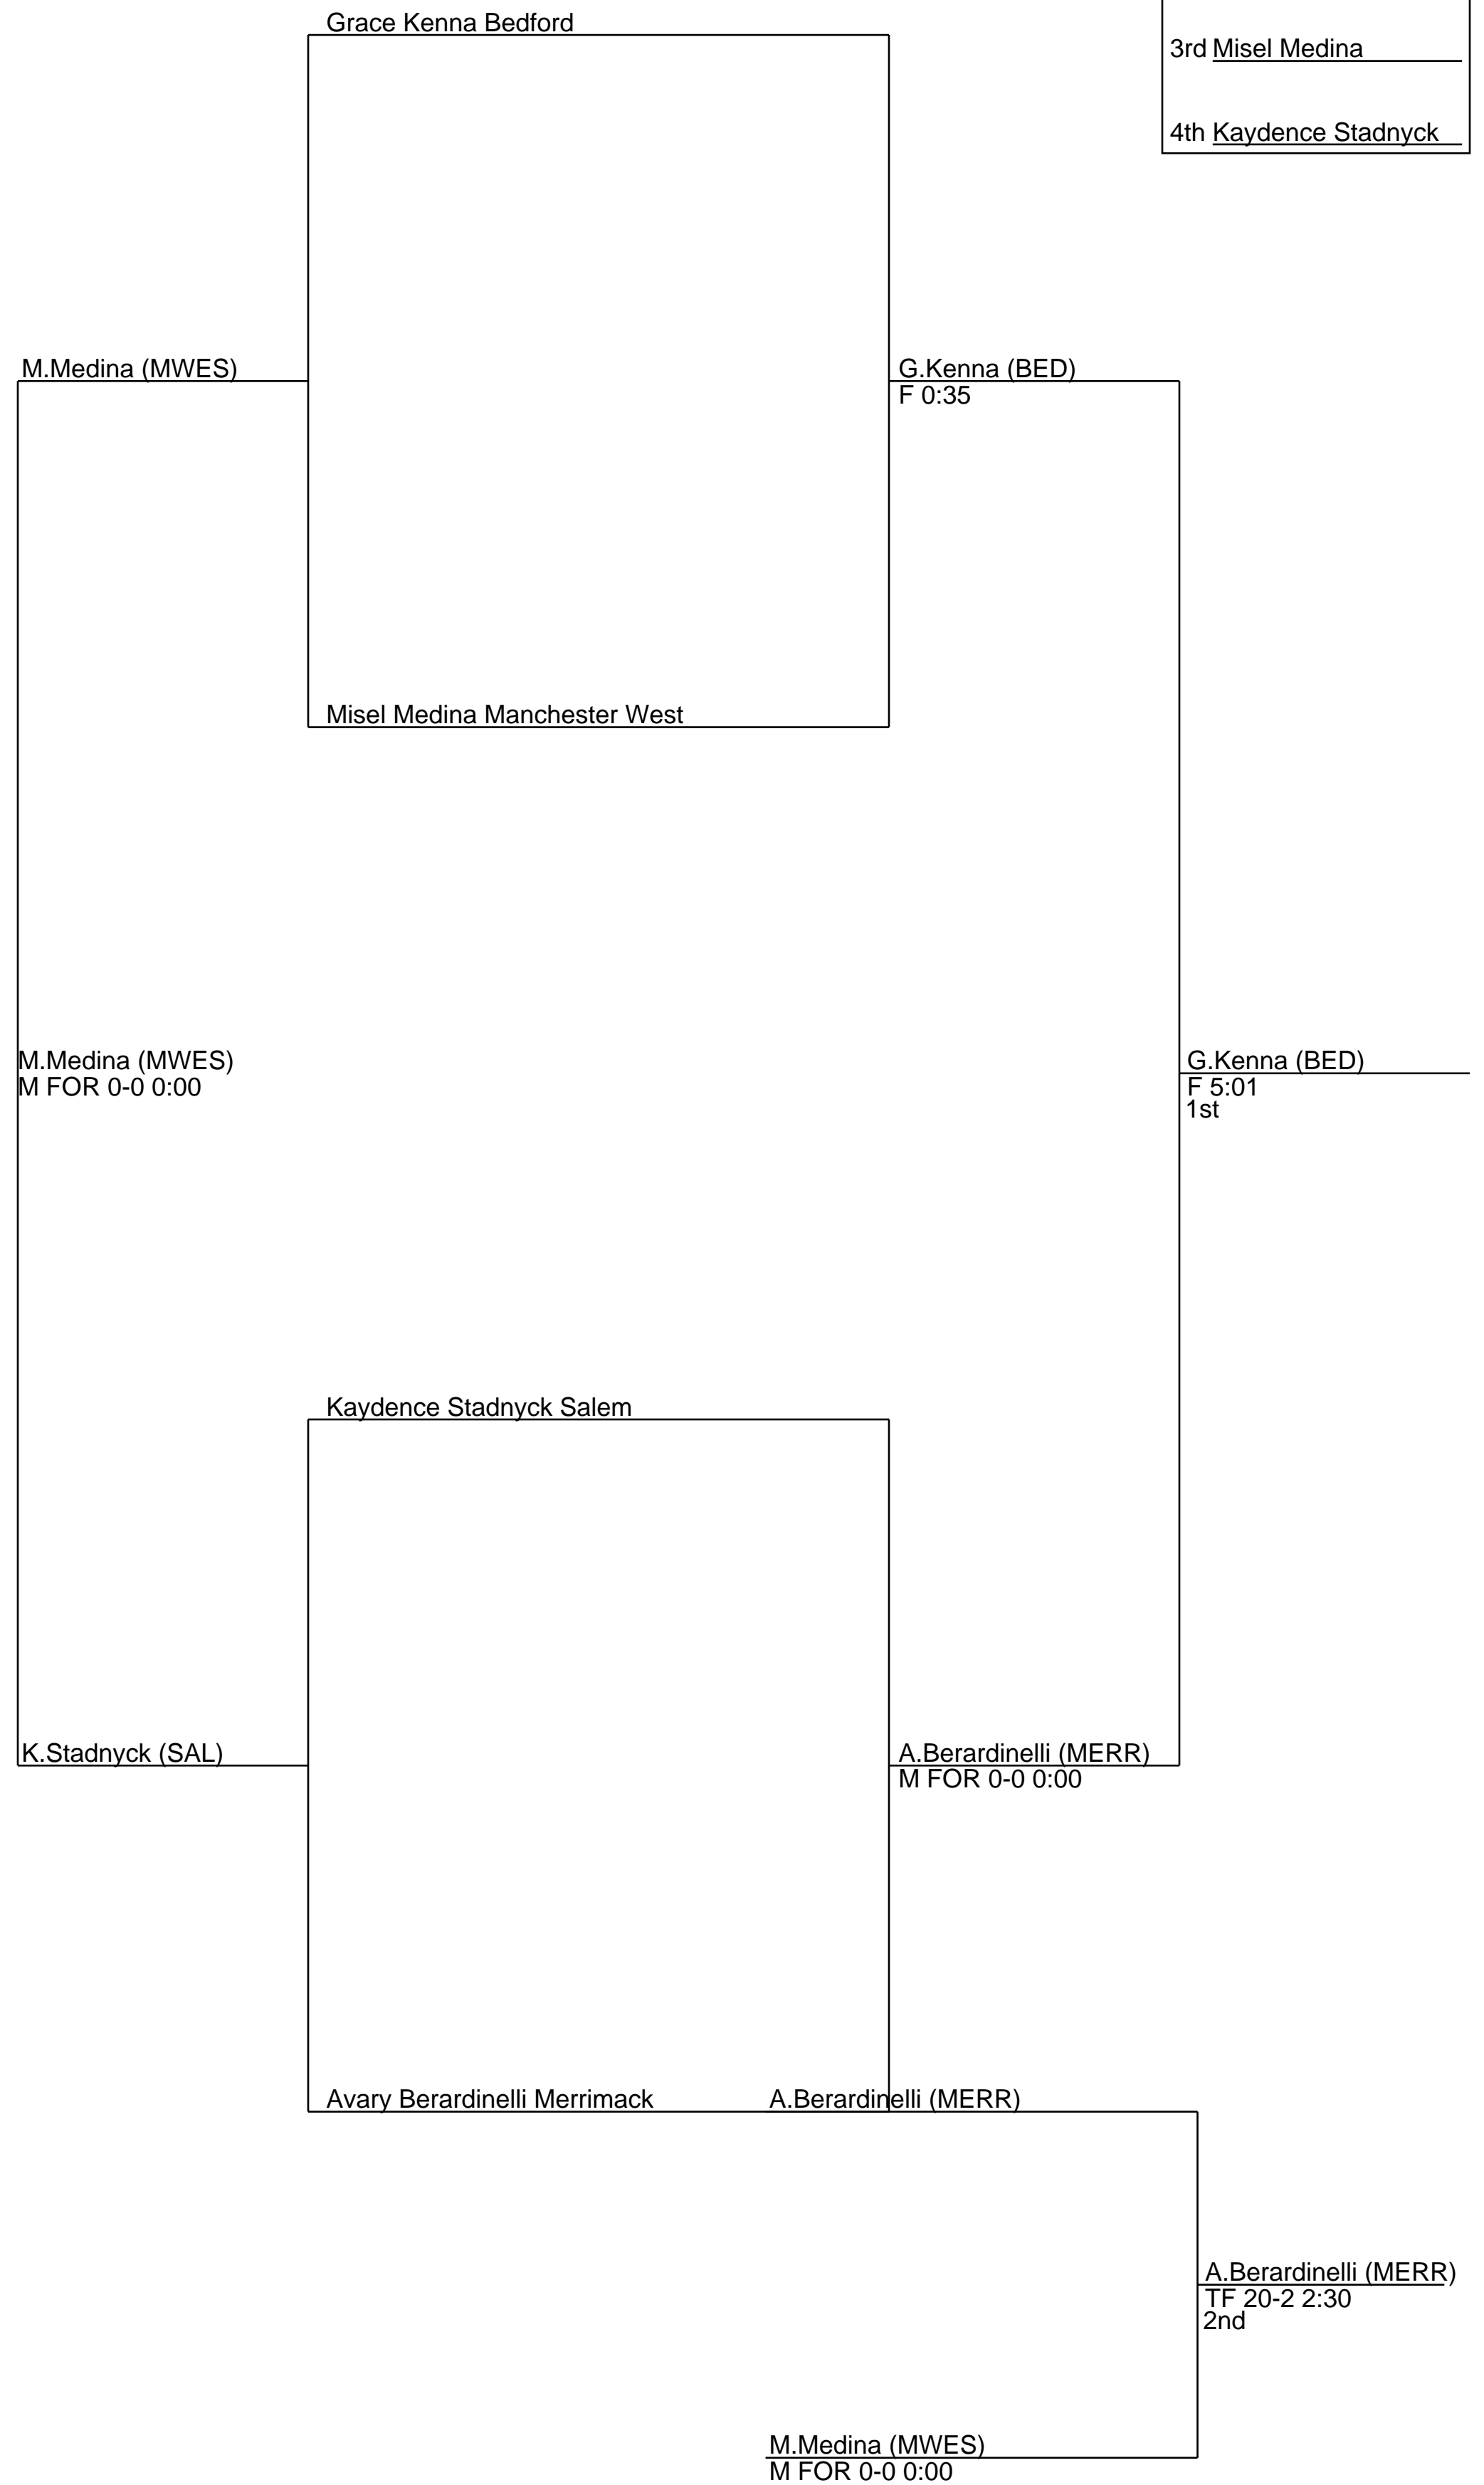 Grace Kenna Bedford
3rd Misel Medina
4th Kaydence Stadnyck
M.Medina (MWES)
G.Kenna (BED)
F 0:35
Misel Medina Manchester West
M.Medina (MWES)
M FOR 0-0 0:00
G.Kenna (BED)
F 5:01
1st
Kaydence Stadnyck Salem
K.Stadnyck (SAL)
A.Berardinelli (MERR)
M FOR 0-0 0:00
Avary Berardinelli Merrimack
A.Berardinelli (MERR)
A.Berardinelli (MERR)
TF 20-2 2:30
2nd
M.Medina (MWES)
M FOR 0-0 0:00